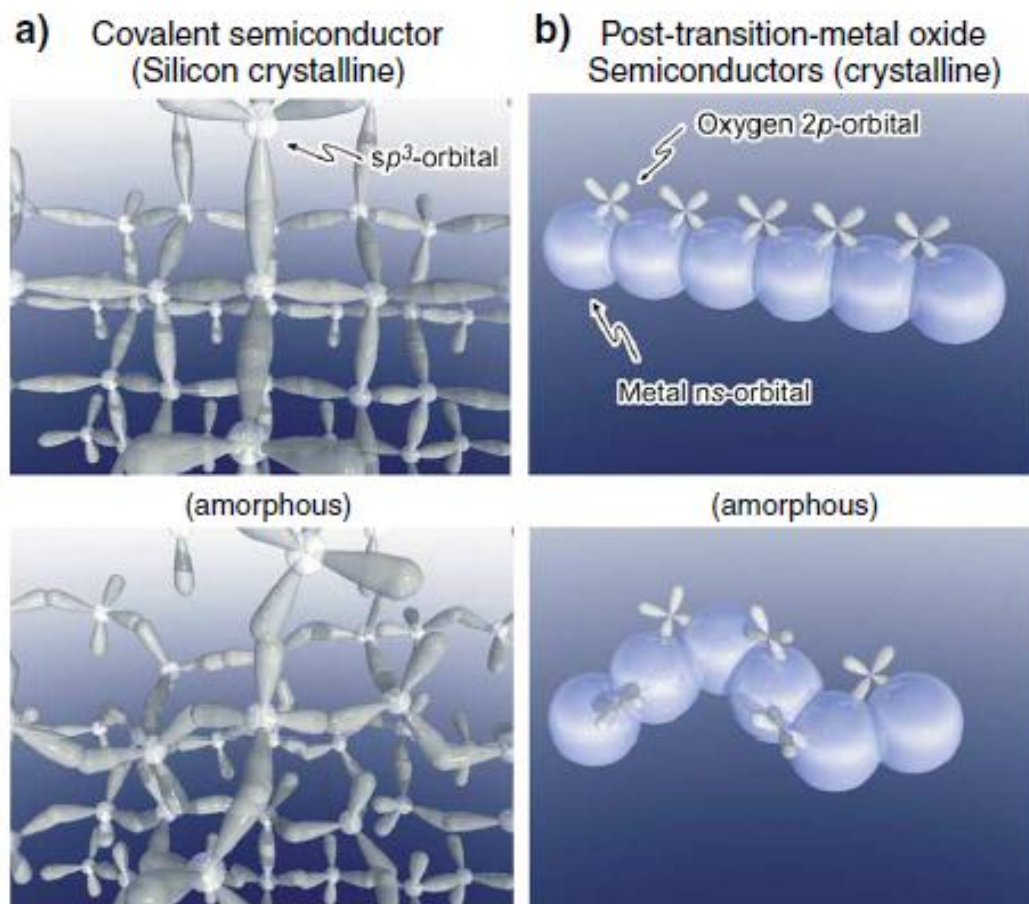 a) Covalent semiconductor
(Silicon crystalline)
sp³-orbital
(amorphous)
b) Post-transition-metal oxide
Semiconductors (crystalline)
Oxygen 2p-orbital
Metal ns-orbital
(amorphous)